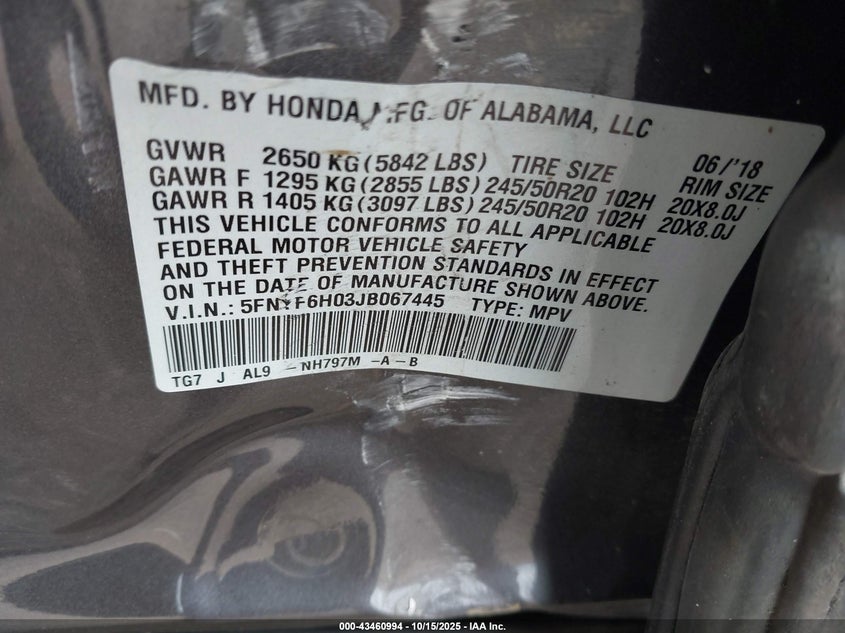 MFD. BY HONDA MFG. OF ALABAMA, LLC
06/'18
GVWR 2650 KG (5842 LBS) TIRE SIZE RIM SIZE
GAWR F 1295 KG (2855 LBS) 245/50R20 102H 20X8.0J
GAWR R 1405 KG (3097 LBS) 245/50R20 102H 20X8.0J
THIS VEHICLE CONFORMS TO ALL APPLICABLE
FEDERAL MOTOR VEHICLE SAFETY
AND THEFT PREVENTION STANDARDS IN EFFECT
ON THE DATE OF MANUFACTURE SHOWN ABOVE.
V.I.N.: 5FNYF6H03JB067445 TYPE: MPV
TG7 J AL9 -NH797M -A-B
000-43460994 - 10/15/2025 - IAA Inc.